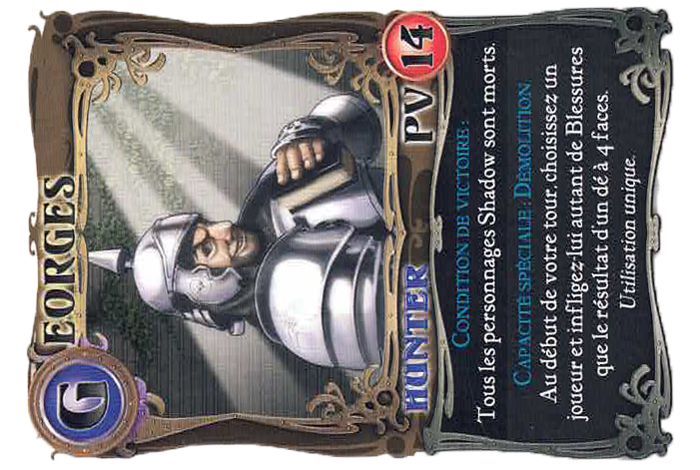 GEORGES
HUNTER PV 14
CONDITION DE VICTOIRE :
Tous les personnages Shadow sont morts.
CAPACITÉ SPÉCIALE : DÉMOLITION.
Au début de votre tour, choisissez un
joueur et infligez-lui autant de Blessures
que le résultat d'un dé à 4 faces.
Utilisation unique.